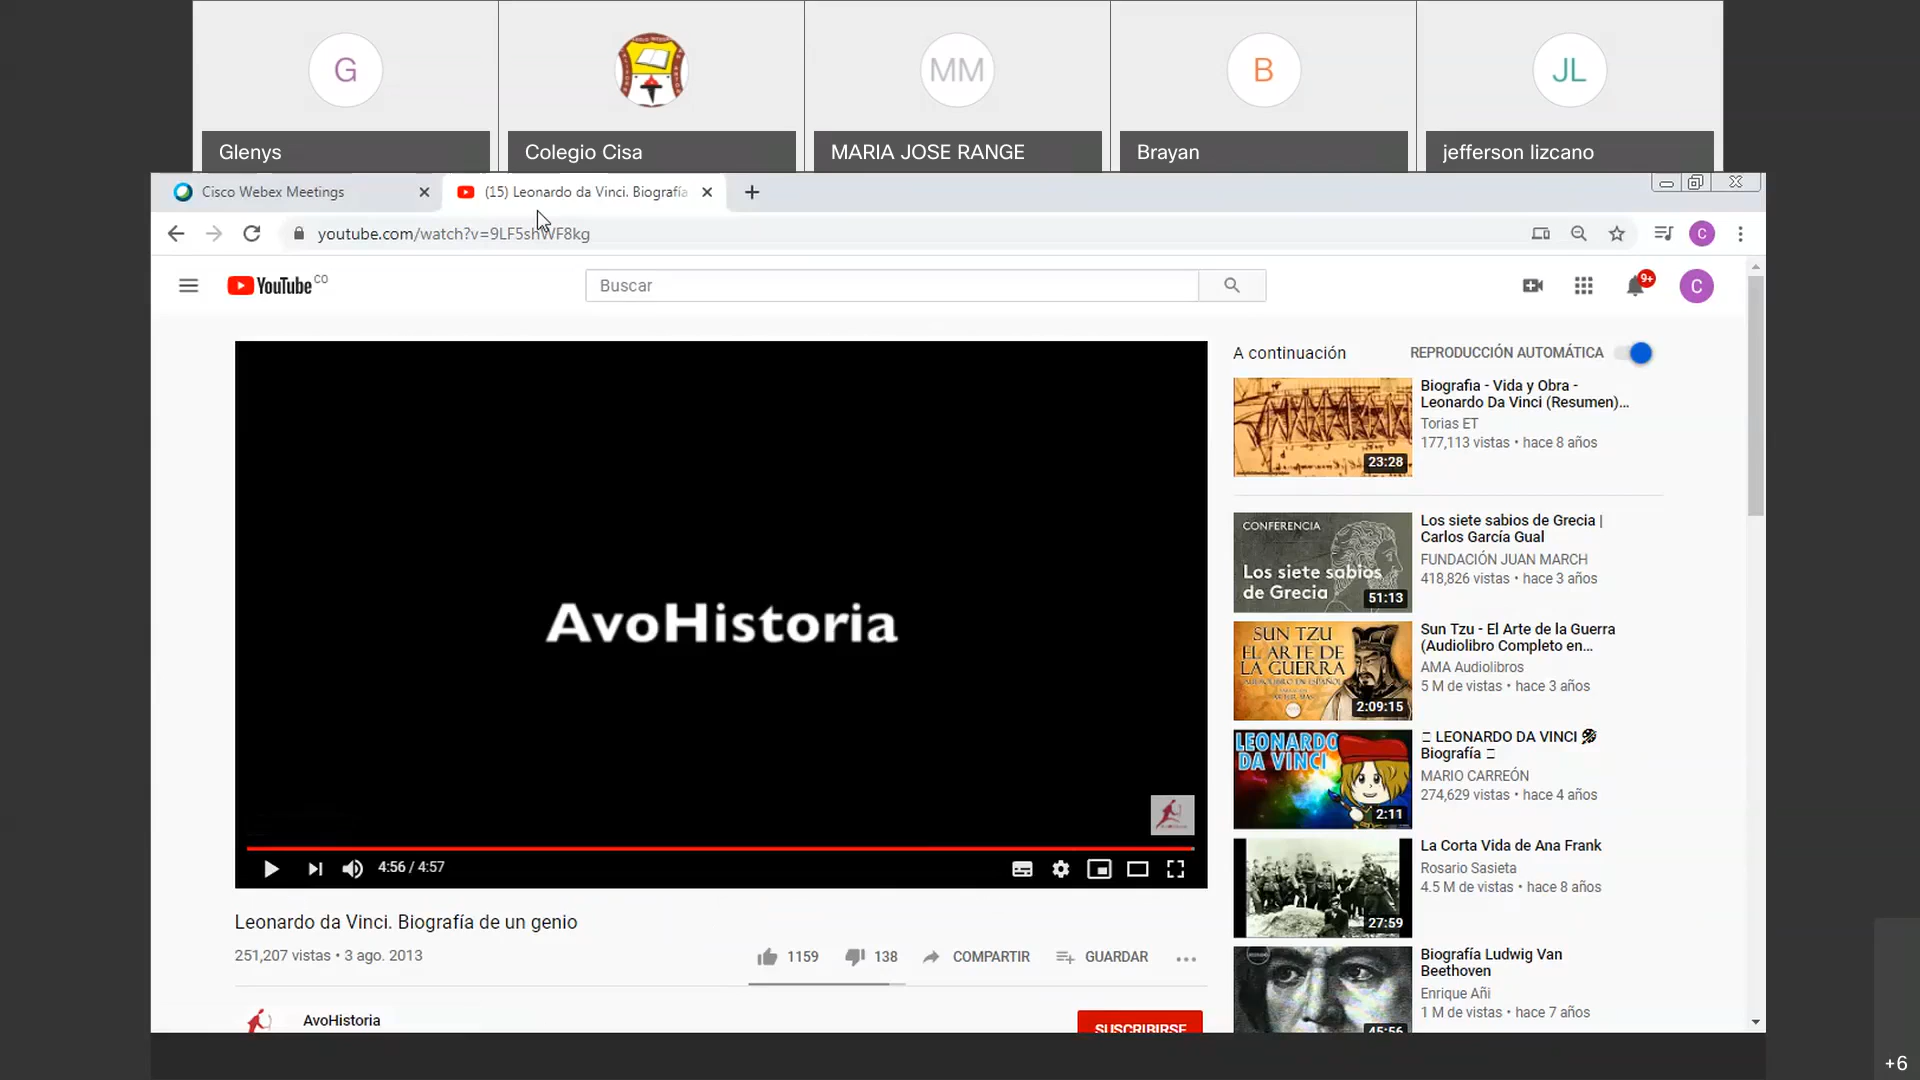 G
MM
B
JL
Glenys
Colegio Cisa
MARIA JOSE RANGE
Brayan
jefferson lizcano
Cisco Webex Meetings
(15) Leonardo da Vinci. Biografía
youtube.com/watch?v=9LF5shWF8kg
C
YouTube CO
Buscar
9+
C
A continuación
REPRODUCCIÓN AUTOMÁTICA
Biografia - Vida y Obra -
Leonardo Da Vinci (Resumen)...
Torias ET
177,113 vistas • hace 8 años
23:28
CONFERENCIA
Los siete sabios
de Grecia
51:13
Los siete sabios de Grecia |
Carlos García Gual
FUNDACIÓN JUAN MARCH
418,826 vistas • hace 3 años
SUN TZU
EL ARTE DE
LA GUERRA
2:09:15
Sun Tzu - El Arte de la Guerra
(Audiolibro Completo en...
AMA Audiolibros
5 M de vistas • hace 3 años
LEONARDO
DA VINCI
2:11
LEONARDO DA VINCI
Biografía
MARIO CARREÓN
274,629 vistas • hace 4 años
27:59
La Corta Vida de Ana Frank
Rosario Sasieta
4.5 M de vistas • hace 8 años
45:56
Biografía Ludwig Van
Beethoven
Enrique Añi
1 M de vistas • hace 7 años
AvoHistoria
4:56 / 4:57
Leonardo da Vinci. Biografía de un genio
251,207 vistas • 3 ago. 2013
1159
138
COMPARTIR
GUARDAR
AvoHistoria
SUSCRIBIRSE
+6